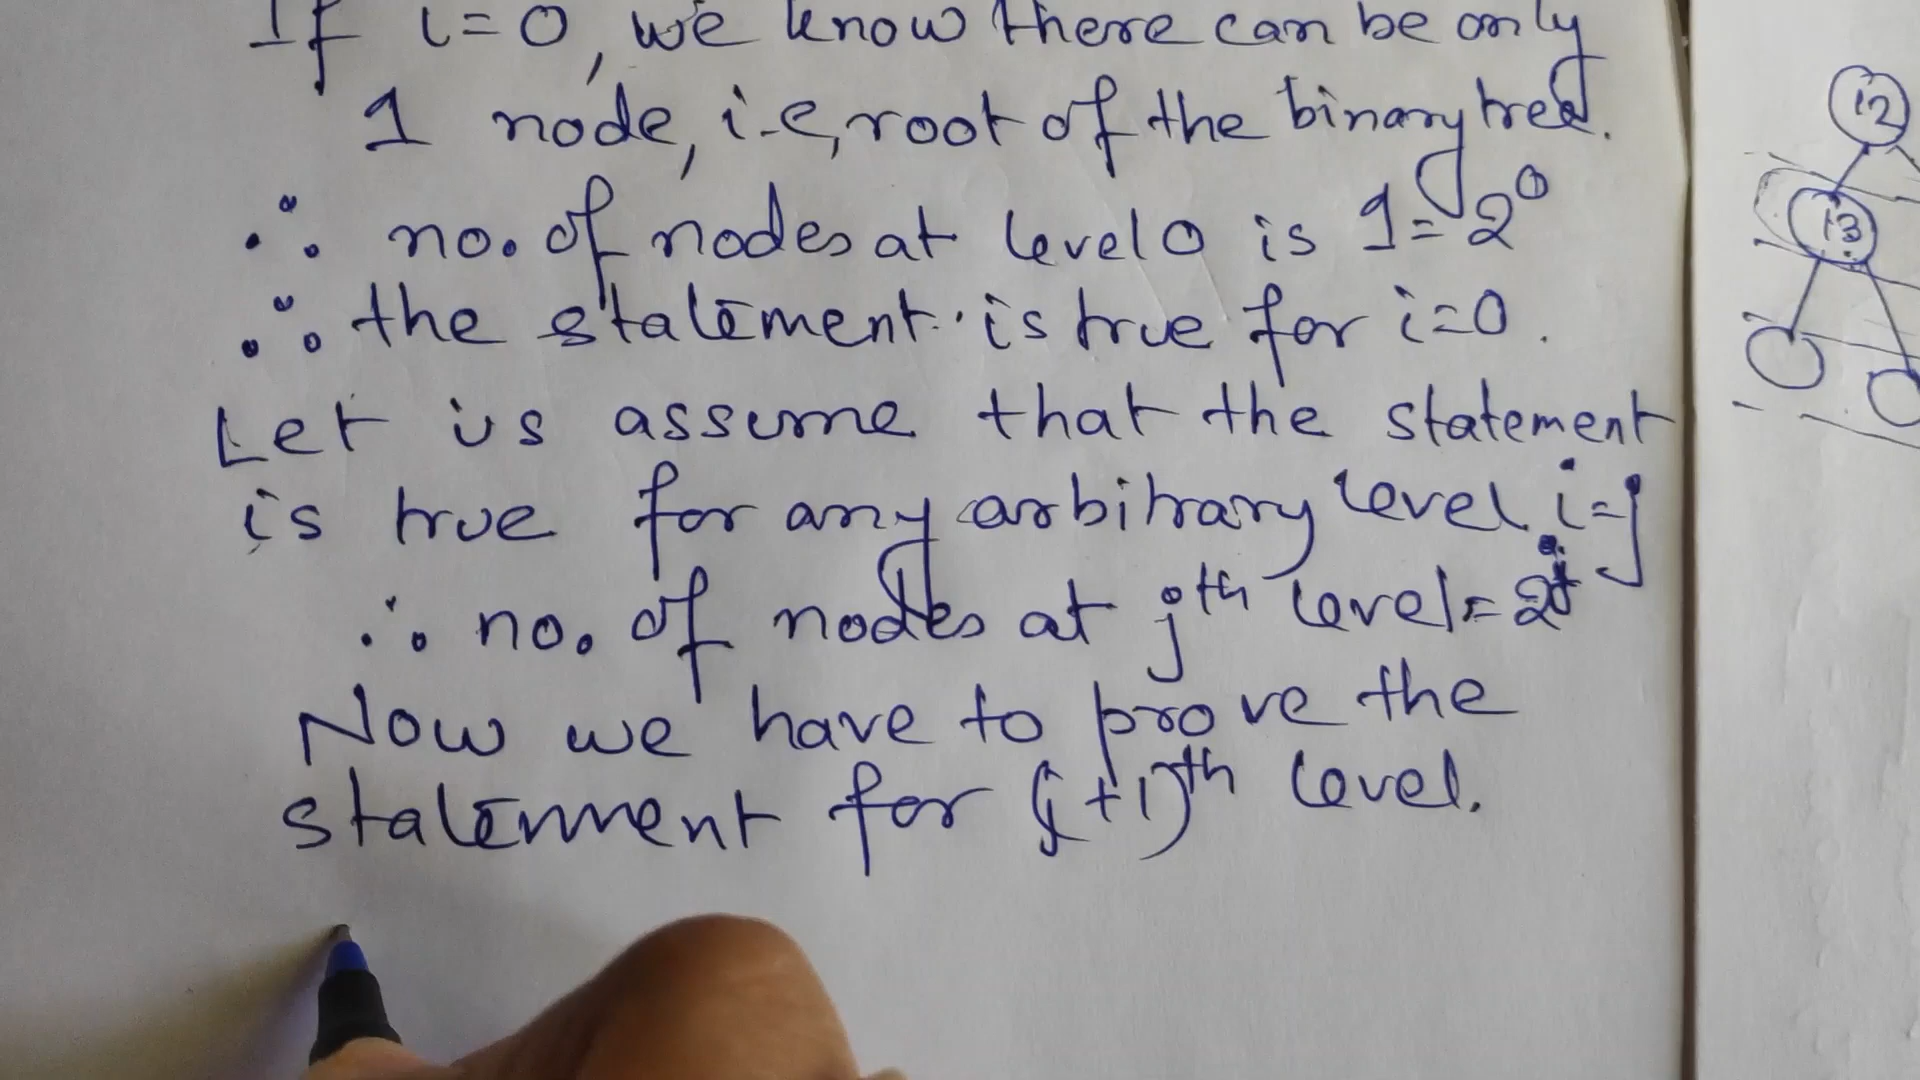 If i=0, we know there can be only
1 node, i.e, root of the binary tree.
∴ no. of nodes at level 0 is 1=2⁰
∴ the statement is true for i=0.
Let us assume that the statement
is true for any arbitrary level i=j
∴ no. of nodes at jth level=2^j
Now we have to prove the
statement for (j+1)th level.
12
13